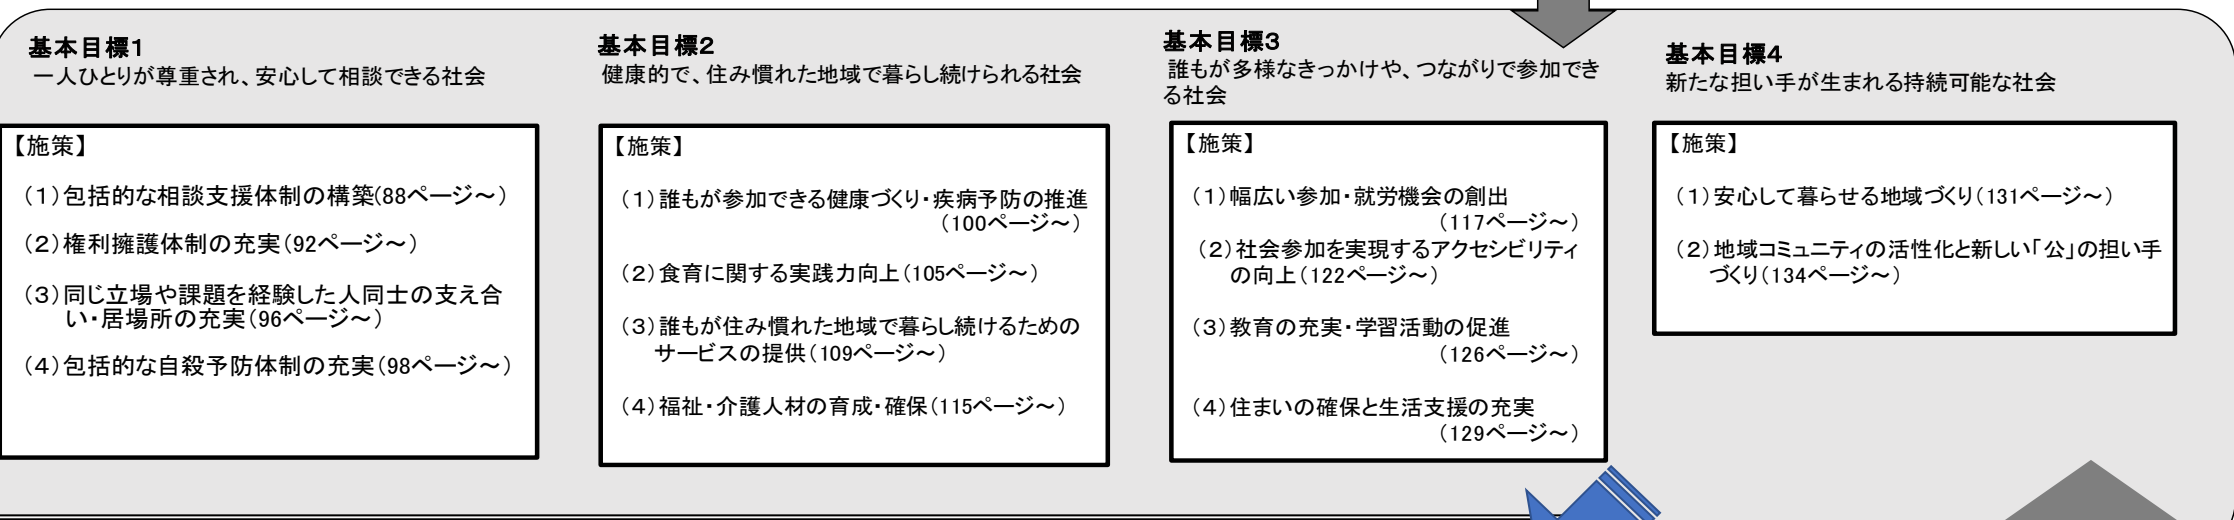 基本目標1
一人ひとりが尊重され、安心して相談できる社会
【施策】
(1)包括的な相談支援体制の構築(88ページ～)
(2)権利擁護体制の充実(92ページ～)
(3)同じ立場や課題を経験した人同士の支え合
い・居場所の充実(96ページ～)
(4)包括的な自殺予防体制の充実(98ページ～)
基本目標2
健康的で、住み慣れた地域で暮らし続けられる社会
【施策】
(1)誰もが参加できる健康づくり・疾病予防の推進
(100ページ～)
(2)食育に関する実践力向上(105ページ～)
(3)誰もが住み慣れた地域で暮らし続けるための
サービスの提供(109ページ～)
(4)福祉・介護人材の育成・確保(115ページ～)
基本目標3
誰もが多様なきっかけや、つながりで参加でき
る社会
【施策】
(1)幅広い参加・就労機会の創出
(117ページ～)
(2)社会参加を実現するアクセシビリティ
の向上(122ページ～)
(3)教育の充実・学習活動の促進
(126ページ～)
(4)住まいの確保と生活支援の充実
(129ページ～)
基本目標4
新たな担い手が生まれる持続可能な社会
【施策】
(1)安心して暮らせる地域づくり(131ページ～)
(2)地域コミュニティの活性化と新しい「公」の担い手
づくり(134ページ～)